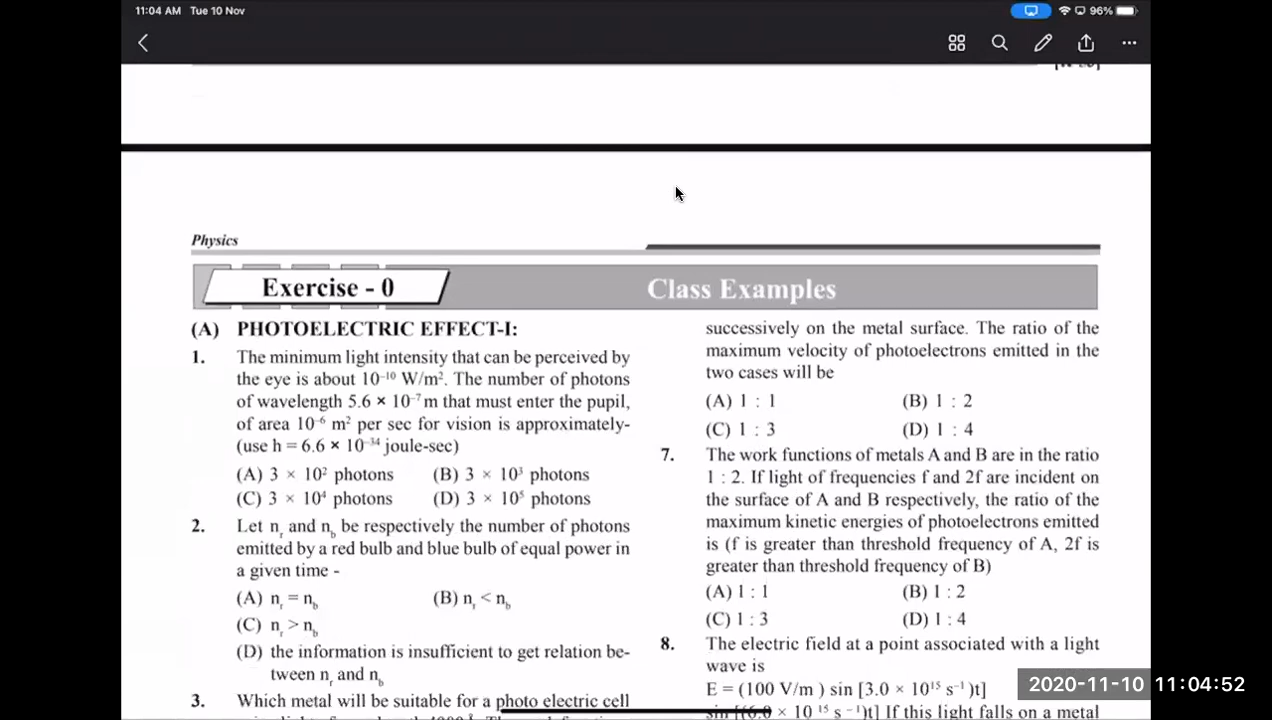 11:04 AM Tue 10 Nov
96%
Physics
Exercise - 0
Class Examples
(A) PHOTOELECTRIC EFFECT-I:
1. The minimum light intensity that can be perceived by
the eye is about 10⁻¹⁰ W/m². The number of photons
of wavelength 5.6 × 10⁻⁷ m that must enter the pupil,
of area 10⁻⁶ m² per sec for vision is approximately-
(use h = 6.6 × 10⁻³⁴ joule-sec)
(A) 3 × 10² photons (B) 3 × 10³ photons
(C) 3 × 10⁴ photons (D) 3 × 10⁵ photons
2. Let nᵣ and n_b be respectively the number of photons
emitted by a red bulb and blue bulb of equal power in
a given time -
(A) nᵣ = n_b (B) nᵣ < n_b
(C) nᵣ > n_b
(D) the information is insufficient to get relation be-
tween nᵣ and n_b
3. Which metal will be suitable for a photo electric cell
successively on the metal surface. The ratio of the
maximum velocity of photoelectrons emitted in the
two cases will be
(A) 1 : 1 (B) 1 : 2
(C) 1 : 3 (D) 1 : 4
7. The work functions of metals A and B are in the ratio
1 : 2. If light of frequencies f and 2f are incident on
the surface of A and B respectively, the ratio of the
maximum kinetic energies of photoelectrons emitted
is (f is greater than threshold frequency of A, 2f is
greater than threshold frequency of B)
(A) 1 : 1 (B) 1 : 2
(C) 1 : 3 (D) 1 : 4
8. The electric field at a point associated with a light
wave is
E = (100 V/m ) sin [3.0 × 10¹⁵ s⁻¹)t]
sin [(6.0 × 10 ¹⁵ s ⁻¹)t] If this light falls on a metal
2020-11-10 11:04:52